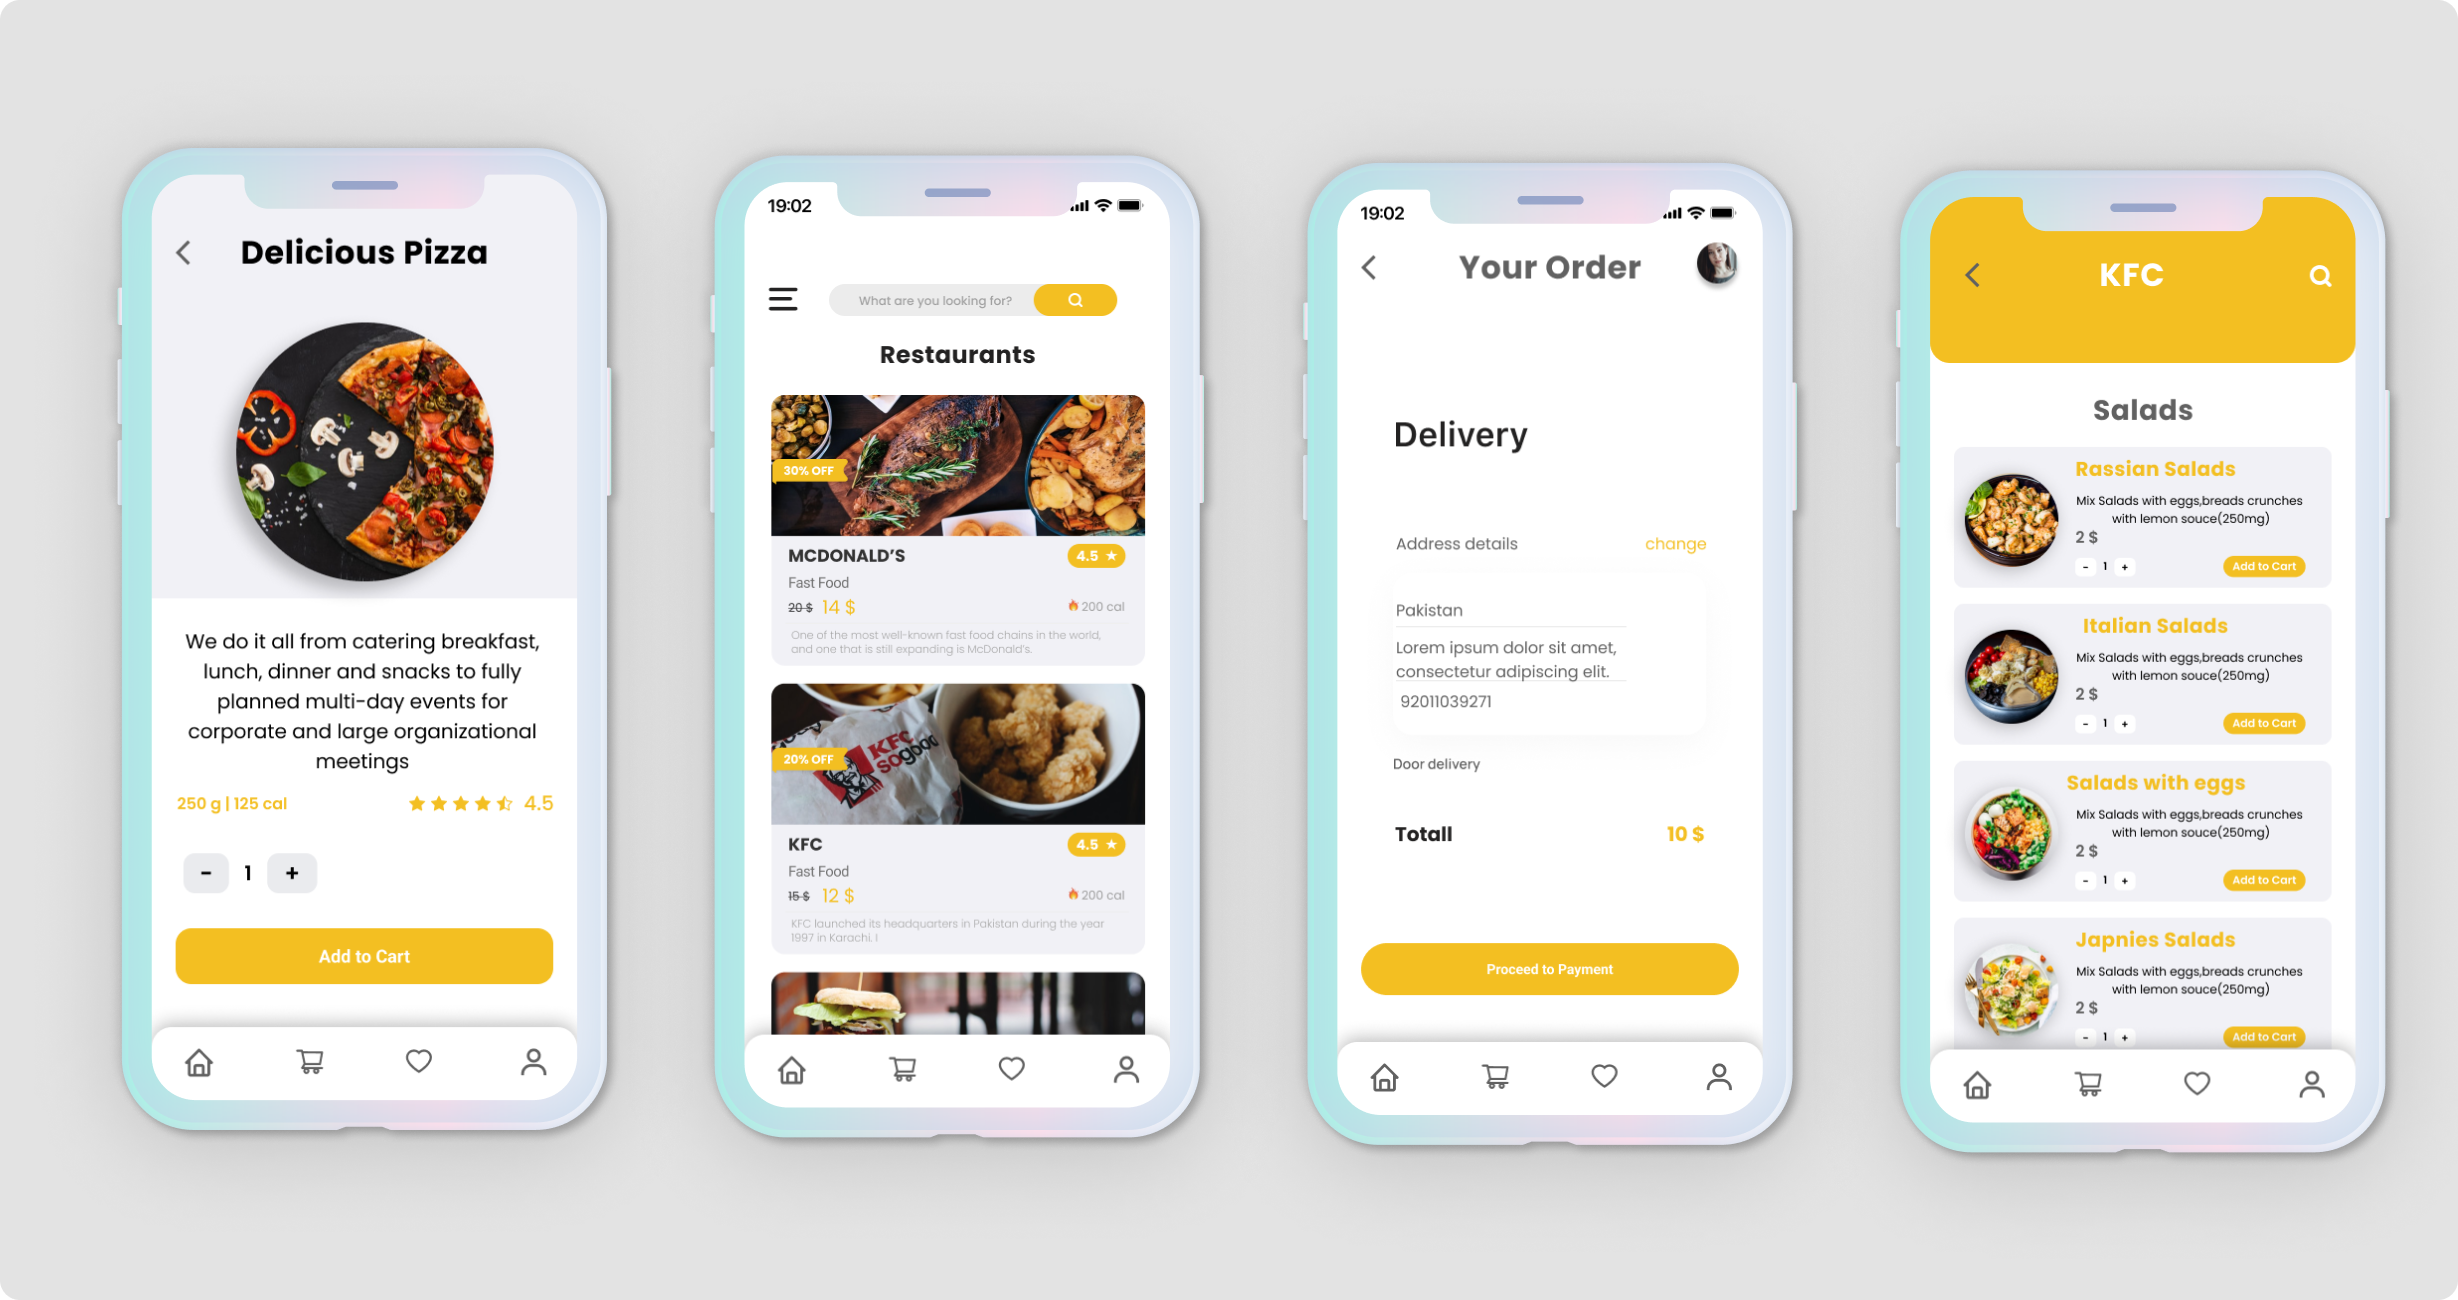 Delicious Pizza
We do it all from catering breakfast,
lunch, dinner and snacks to fully
planned multi-day events for
corporate and large organizational
meetings
250 g | 125 cal
4.5
- 1 +
Add to Cart
19:02
What are you looking for?
Restaurants
30% OFF
MCDONALD'S
4.5
Fast Food
20 $ 14 $
200 cal
One of the most well-known fast food chains in the world,
and one that is still expanding is McDonald's.
KFC
so good
20% OFF
KFC
4.5
Fast Food
15 $ 12 $
200 cal
KFC launched its headquarters in Pakistan during the year
1997 in Karachi. I
19:02
Your Order
Delivery
Address details
change
Pakistan
Lorem ipsum dolor sit amet,
consectetur adipiscing elit.
92011039271
Door delivery
Totall
10 $
Proceed to Payment
KFC
Salads
Rassian Salads
Mix Salads with eggs,breads crunches
with lemon souce(250mg)
2 $
- 1 +
Add to Cart
Italian Salads
Mix Salads with eggs,breads crunches
with lemon souce(250mg)
2 $
- 1 +
Add to Cart
Salads with eggs
Mix Salads with eggs,breads crunches
with lemon souce(250mg)
2 $
- 1 +
Add to Cart
Japnies Salads
Mix Salads with eggs,breads crunches
with lemon souce(250mg)
2 $
- 1 +
Add to Cart